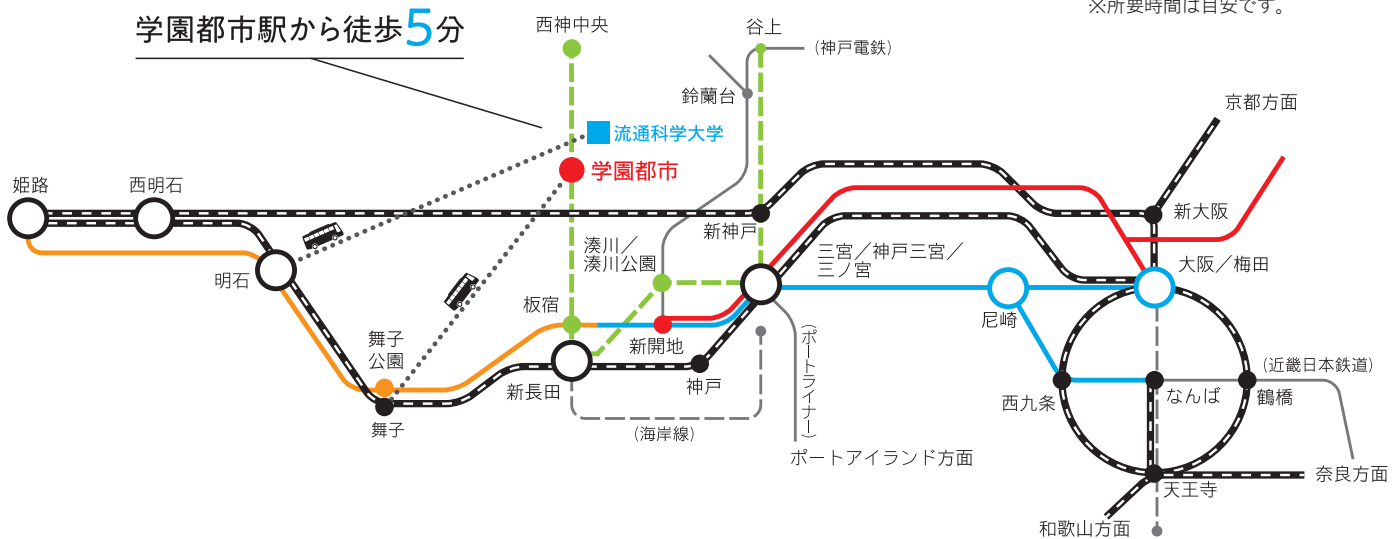 ※所要時間は目安です。
学園都市駅から徒歩5分
西神中央
谷上
(神戸電鉄)
鈴蘭台
京都方面
流通科学大学
学園都市
姫路
西明石
新神戸
新大阪
湊川／
湊川公園
三宮／神戸三宮／
三ノ宮
大阪／梅田
明石
板宿
尼崎
舞子
公園
新開地
(ポートライナー)
(近畿日本鉄道)
新長田
神戸
西九条
なんば
鶴橋
舞子
(海岸線)
ポートアイランド方面
奈良方面
天王寺
和歌山方面